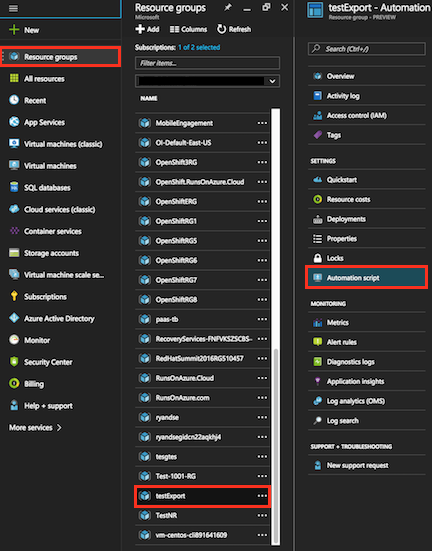 New
Resource groups
All resources
Recent
App Services
Virtual machines (classic)
Virtual machines
SQL databases
Cloud services (classic)
Container services
Storage accounts
Virtual machine scale se...
Subscriptions
Azure Active Directory
Monitor
Security Center
Billing
Help + support
More services
Resource groups
Microsoft
Add
Columns
Refresh
Subscriptions: 1 of 2 selected
Filter items...
NAME
MobileEngagement
OI-Default-East-US
OpenShift3RG
OpenShift.RunsOnAzure.Cloud
OpenShiftERG
OpenShiftRG1
OpenShiftRG5
OpenShiftRG6
OpenShiftRG7
OpenShiftRG8
paas-tb
RecoveryServices-FNFVKSZSCBS-
RedHatSummit2016RG510457
RunsOnAzure.Cloud
RunsOnAzure.com
ryandse
ryandsegidcn22aqkhj4
tesgtes
Test-1001-RG
testExport
TestNR
vm-centos-cli891641609
testExport - Automation
Resource group - PREVIEW
Search (Ctrl+/)
Overview
Activity log
Access control (IAM)
Tags
SETTINGS
Quickstart
Resource costs
Deployments
Properties
Locks
Automation script
MONITORING
Metrics
Alert rules
Diagnostics logs
Application insights
Log analytics (OMS)
Log search
SUPPORT + TROUBLESHOOTING
New support request